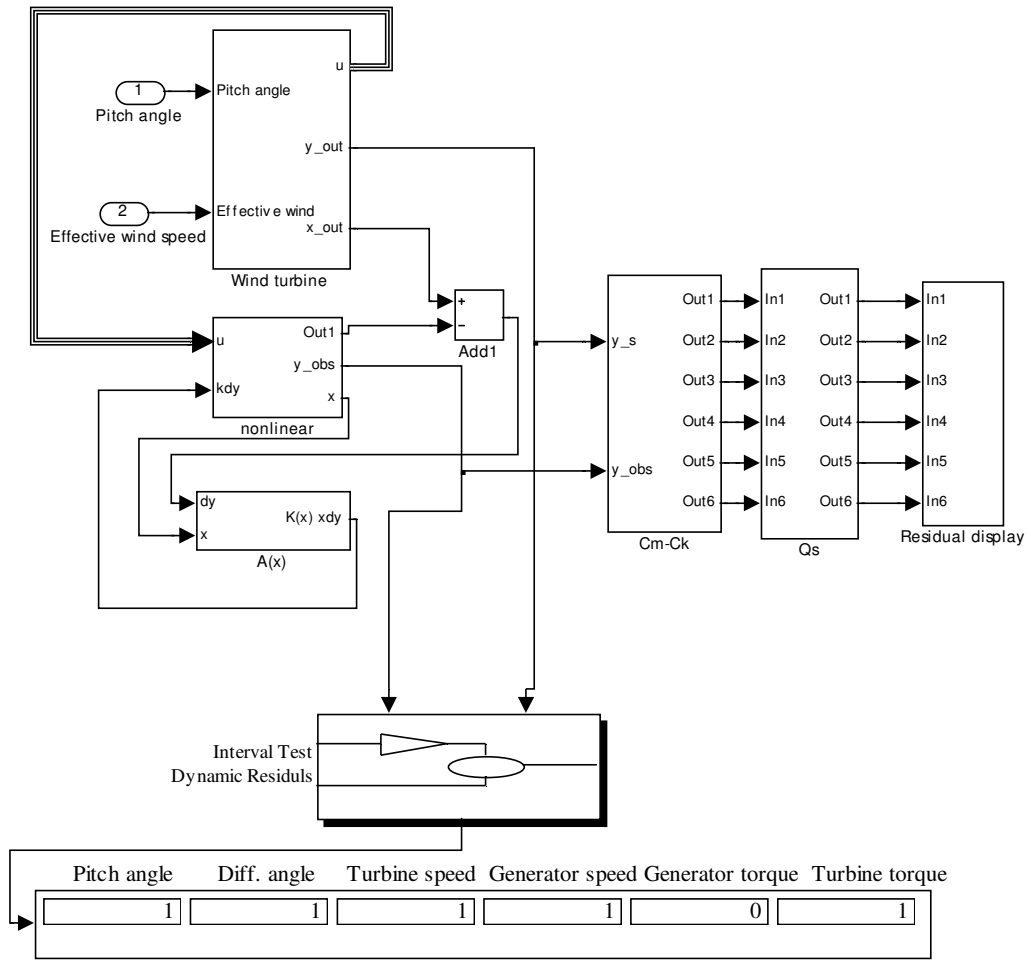 u
1
Pitch angle
Pitch angle
y_out
2
Effective wind speed
Effective wind
x_out
Wind turbine
u
kdy
Out1
y_obs
x
nonlinear
+
−
Add1
dy
x
K(x) xdy
A(x)
y_s
y_obs
Out1
Out2
Out3
Out4
Out5
Out6
Cm-Ck
In1
In2
In3
In4
In5
In6
Out1
Out2
Out3
Out4
Out5
Out6
Qs
In1
In2
In3
In4
In5
In6
Residual display
Interval Test
Dynamic Residuls
Pitch angle Diff. angle Turbine speed Generator speed Generator torque Turbine torque
1 1 1 1 0 1